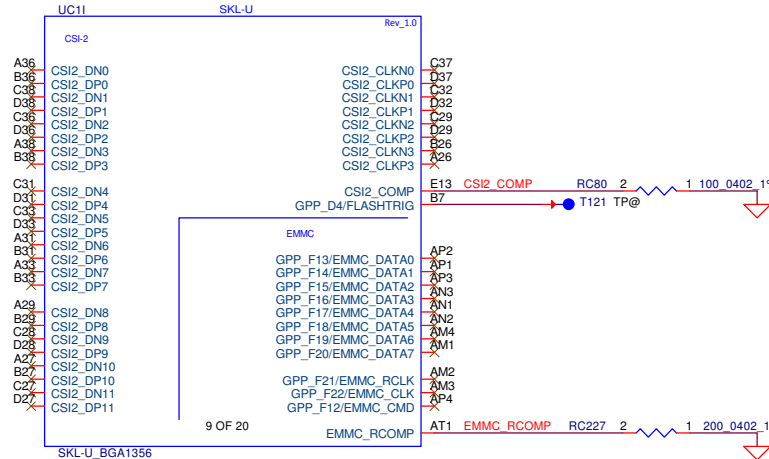 UC1I SKL-U
Rev_1.0
CSI-2
A36 CSI2_DN0 CSI2_CLKN0 C37
B36 CSI2_DP0 CSI2_CLKP0 D37
C38 CSI2_DN1 CSI2_CLKN1 C32
D38 CSI2_DP1 CSI2_CLKP1 D32
C36 CSI2_DN2 CSI2_CLKN2 C29
D36 CSI2_DP2 CSI2_CLKP2 D29
A38 CSI2_DN3 CSI2_CLKN3 B26
B38 CSI2_DP3 CSI2_CLKP3 A26
C31 CSI2_DN4 CSI2_COMP E13 CSI2_COMP RC80 2 1 100_0402_1%
D31 CSI2_DP4 GPP_D4/FLASHTRIG B7 T121 TP@
C33 CSI2_DN5
D33 CSI2_DP5 EMMC
A31 CSI2_DN6
B31 CSI2_DP6 GPP_F13/EMMC_DATA0 AP2
A33 CSI2_DN7 GPP_F14/EMMC_DATA1 AP1
B33 CSI2_DP7 GPP_F15/EMMC_DATA2 AP3
GPP_F16/EMMC_DATA3 AN3
A29 CSI2_DN8 GPP_F17/EMMC_DATA4 AN1
B29 CSI2_DP8 GPP_F18/EMMC_DATA5 AN2
C28 CSI2_DN9 GPP_F19/EMMC_DATA6 AM4
D28 CSI2_DP9 GPP_F20/EMMC_DATA7 AM1
A27 CSI2_DN10
B27 CSI2_DP10 GPP_F21/EMMC_RCLK AM2
C27 CSI2_DN11 GPP_F22/EMMC_CLK AM3
D27 CSI2_DP11 GPP_F12/EMMC_CMD AP4
9 OF 20
EMMC_RCOMP AT1 EMMC_RCOMP RC227 2 1 200_0402_1
SKL-U_BGA1356